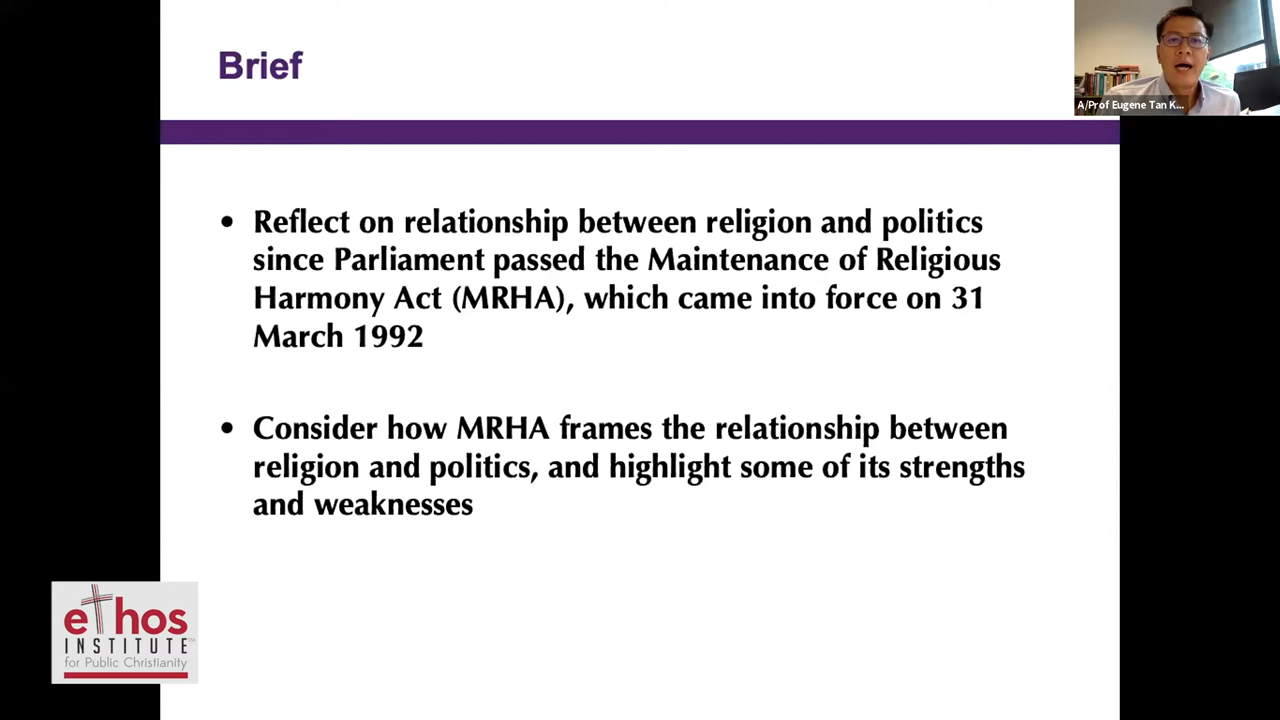 Brief
A/Prof Eugene Tan K...
• Reflect on relationship between religion and politics
since Parliament passed the Maintenance of Religious
Harmony Act (MRHA), which came into force on 31
March 1992
• Consider how MRHA frames the relationship between
religion and politics, and highlight some of its strengths
and weaknesses
ethos
INSTITUTE™
for Public Christianity